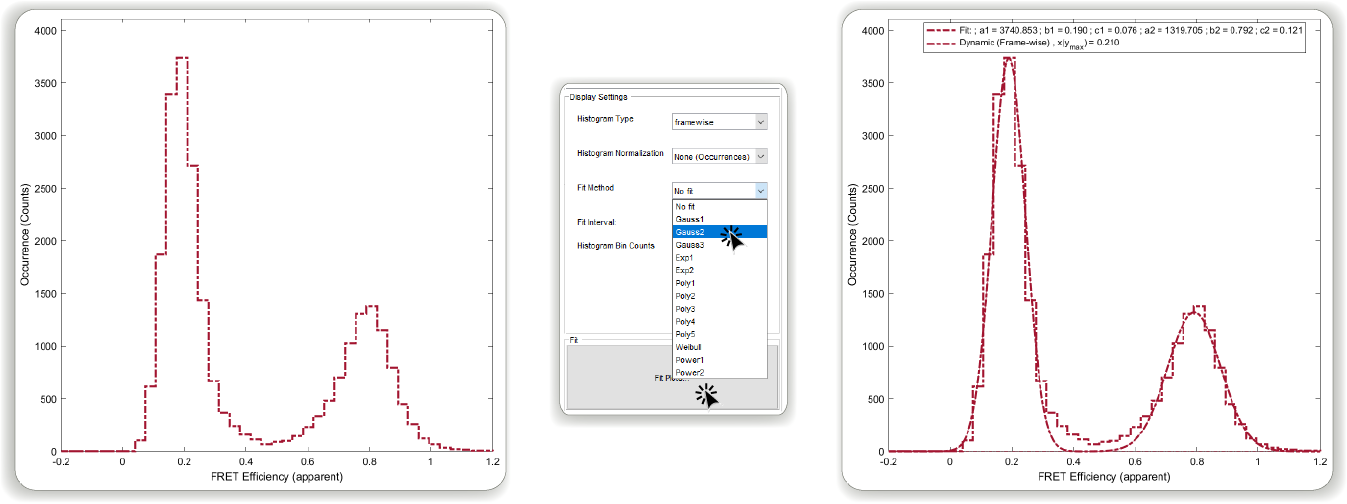 4000
3500
3000
2500
2000
1500
1000
500
0
Occurrence (Counts)
-0.2 0 0.2 0.4 0.6 0.8 1 1.2
FRET Efficiency (apparent)
Display Settings
Histogram Type framewise
Histogram Normalization None (Occurrences)
Fit Method No fit
No fit
Gauss1
Fit Interval:
Gauss2
Histogram Bin Counts Gauss3
Exp1
Exp2
Poly1
Poly2
Poly3
Poly4
Poly5
Fit
Weibull
Power1
Power2
Fit
Fit: ; a1 = 3740.853 ; b1 = 0.190 ; c1 = 0.076 ; a2 = 1319.705 ; b2 = 0.792 ; c2 = 0.121
Dynamic (Frame-wise) , x|ymax) = 0.210
4000
3500
3000
2500
2000
1500
1000
500
0
Occurrence (Counts)
-0.2 0 0.2 0.4 0.6 0.8 1 1.2
FRET Efficiency (apparent)